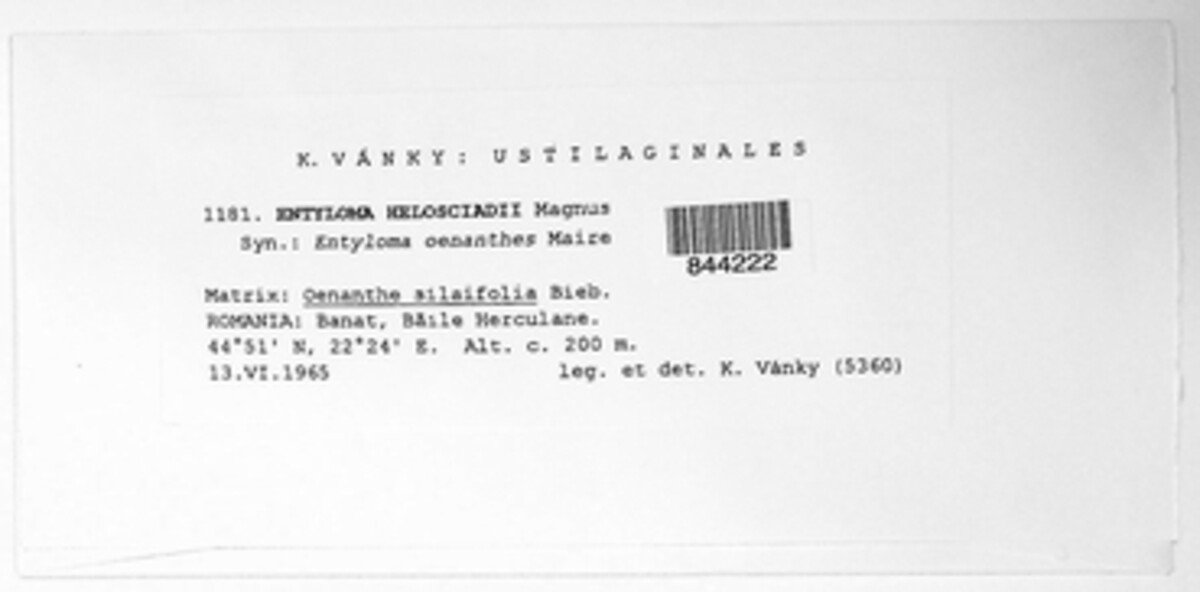 K. VÁNKY: USTILAGINALES
1181. ENTYLOMA HELOSCIADII Magnus
Syn.: Entyloma oenanthes Maire
844222
Matrix: Oenanthe silaifolia Bieb.
ROMANIA: Banat, Băile Herculane.
44°51' N, 22°24' E. Alt. c. 200 m.
13.VI.1965 leg. et det. K. Vánky (5360)